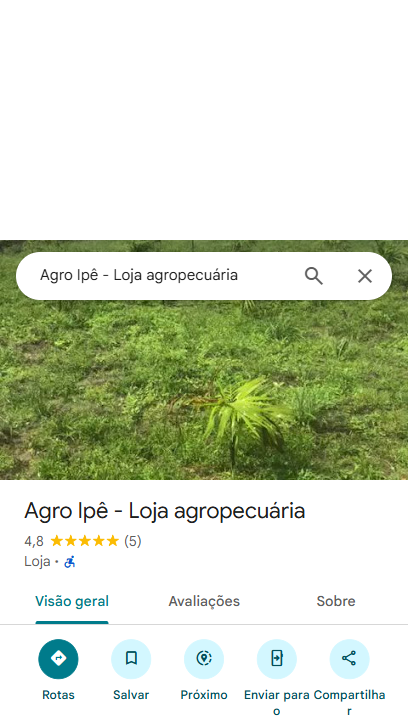 Agro Ipê - Loja agropecuária
Agro Ipê - Loja agropecuária
4,8 (5)
Loja ·
Visão geral Avaliações Sobre
Rotas Salvar Próximo Enviar para o Compartilhar